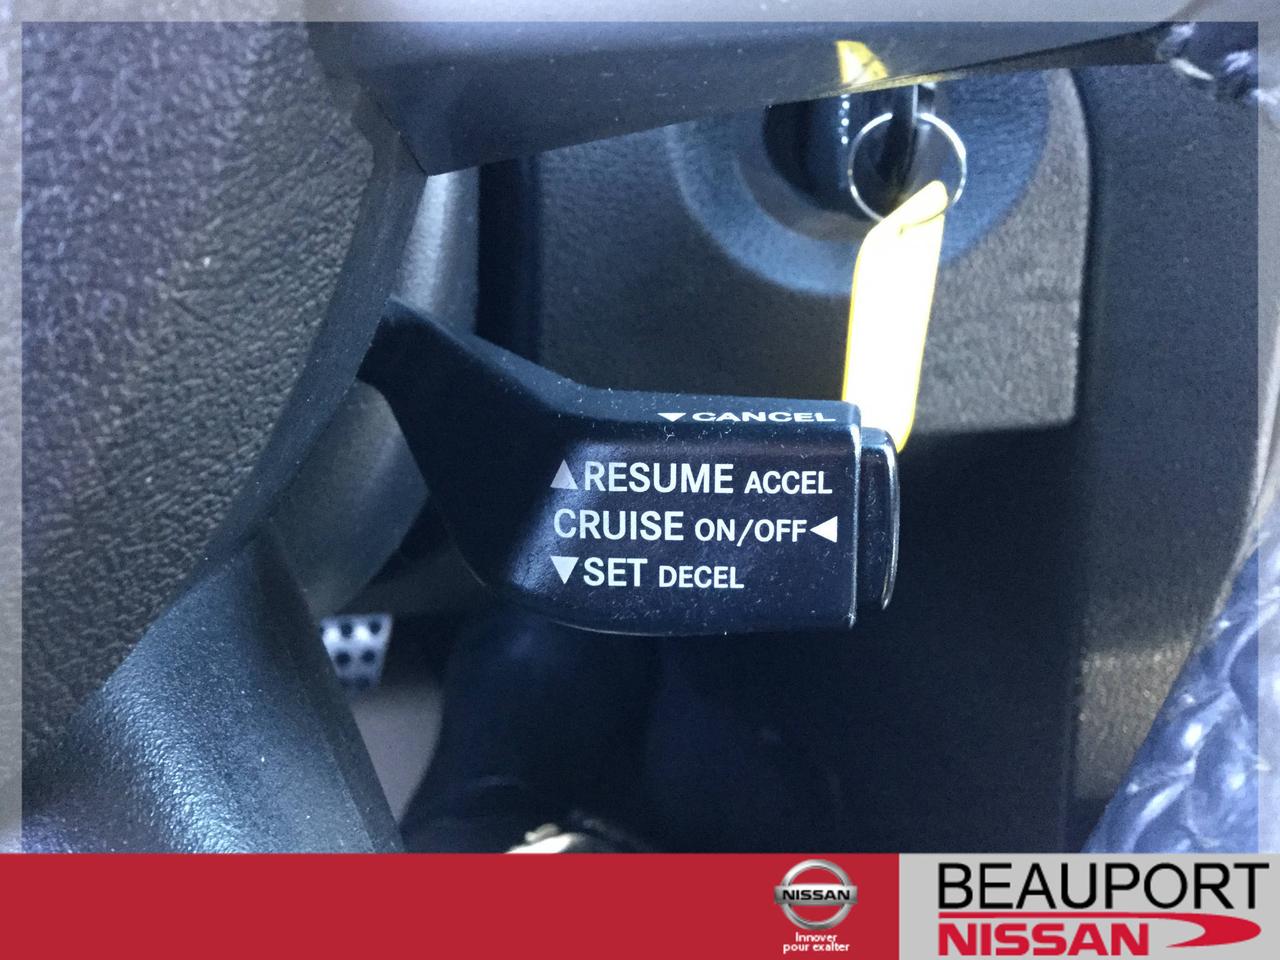 ▼CANCEL
▲RESUME ACCEL
CRUISE ON/OFF◀
▼SET DECEL
NISSAN
Innover
pour exalter
BEAUPORT
NISSAN